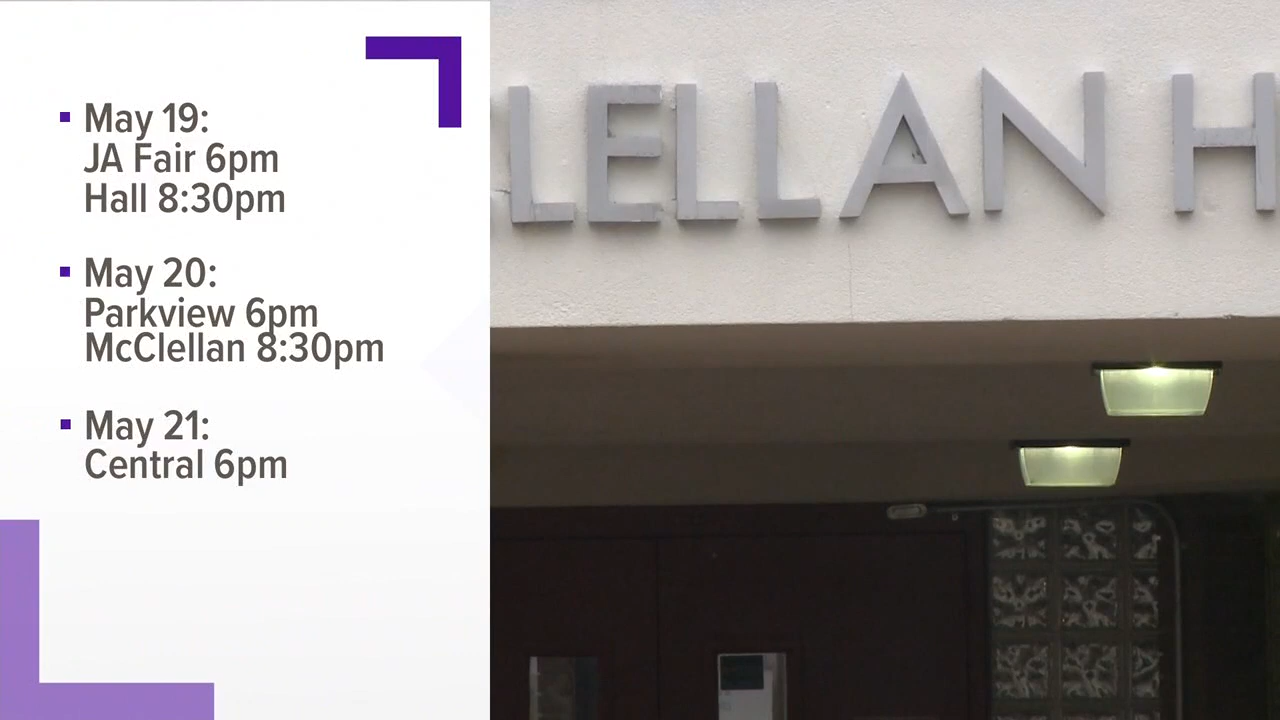 May 19:
JA Fair 6pm
Hall 8:30pm
May 20:
Parkview 6pm
McClellan 8:30pm
May 21:
Central 6pm
LELLAN H